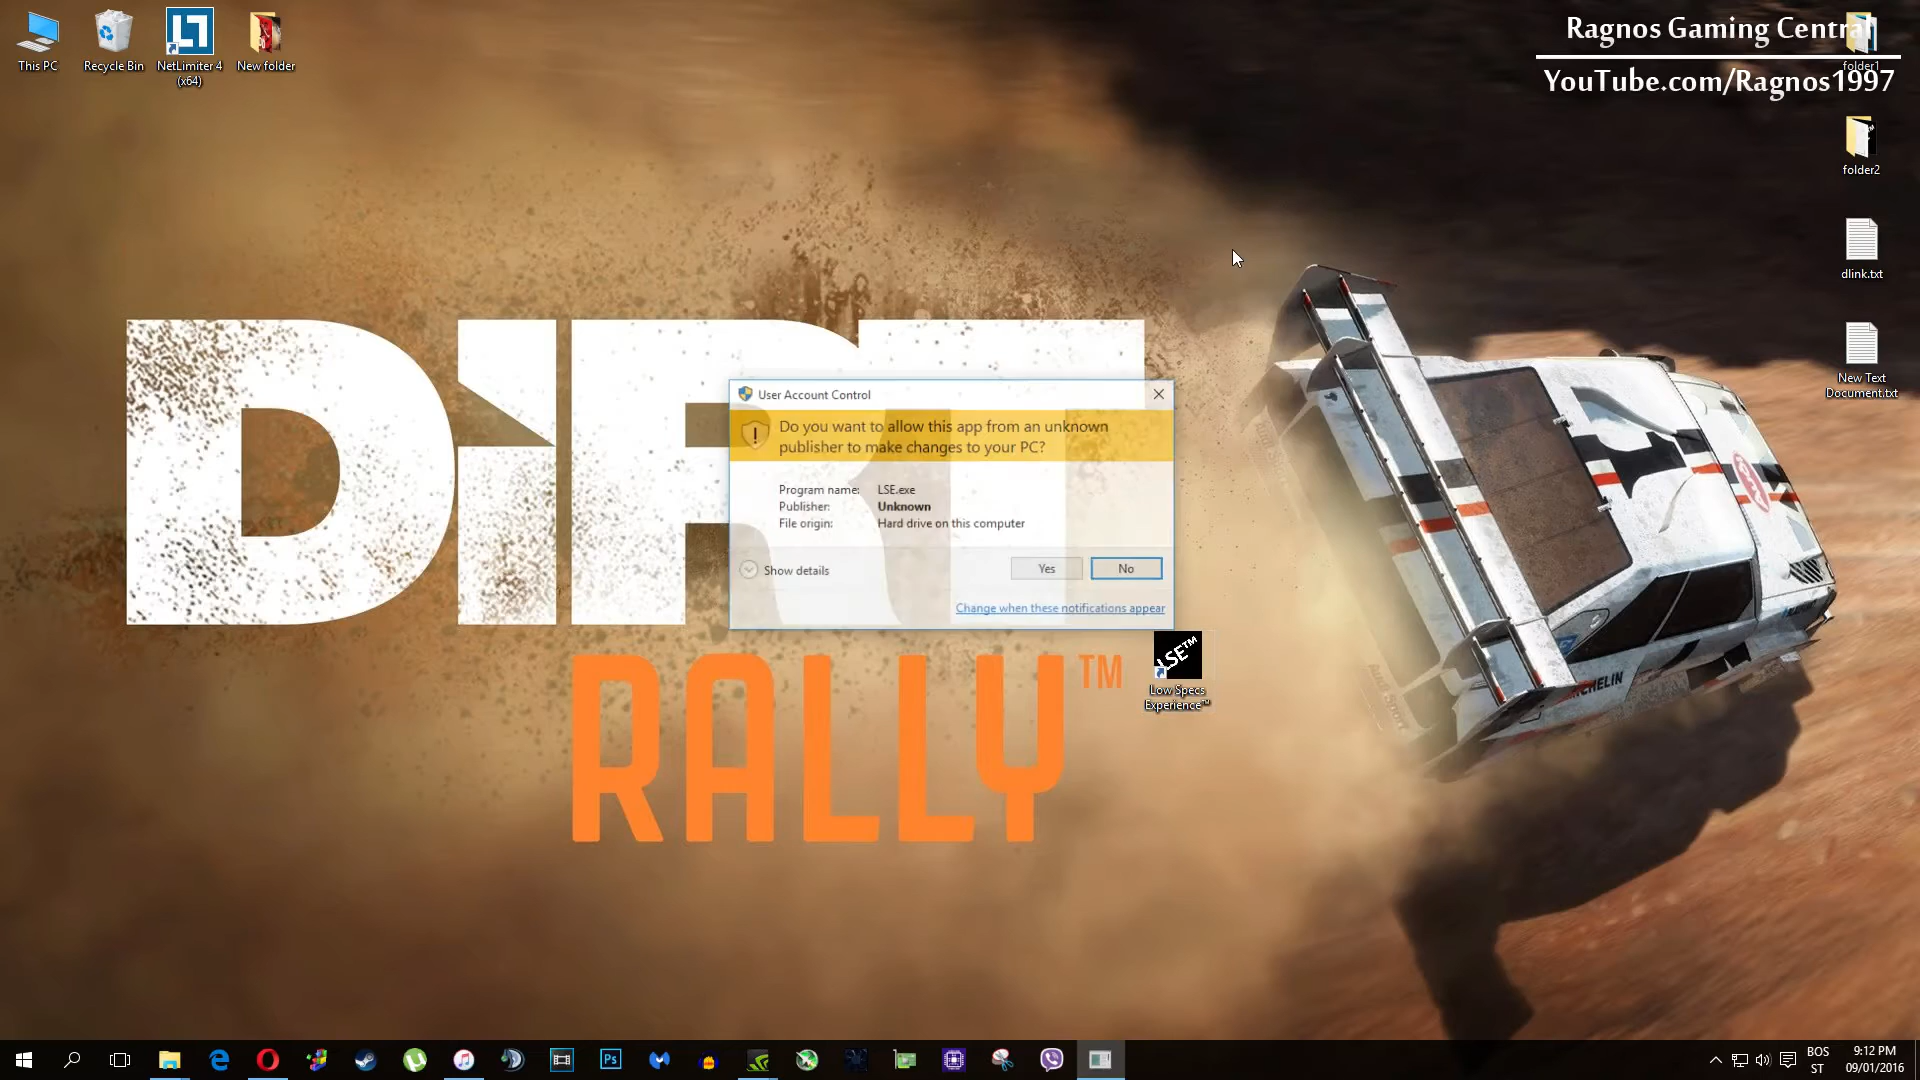 This PC
Recycle Bin
NetLimiter 4
(x64)
New folder
Ragnos Gaming Central
YouTube.com/Ragnos1997
folder1
folder2
dlink.txt
New Text
Document.txt
DiRT
RALLY™
User Account Control
Do you want to allow this app from an unknown
publisher to make changes to your PC?
Program name: LSE.exe
Publisher: Unknown
File origin: Hard drive on this computer
Show details
Yes
No
Change when these notifications appear
LSE™
Low Specs
Experience™
MICHELIN
Ps
BOS
ST
9:12 PM
09/01/2016